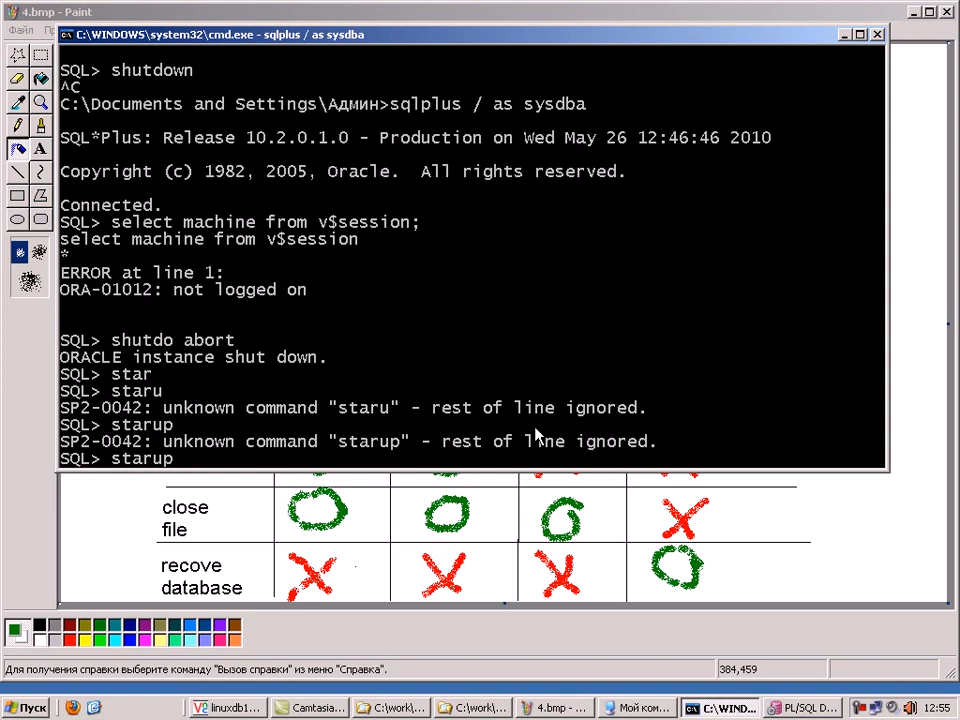 4.bmp - Paint
Файл
C:\WINDOWS\system32\cmd.exe - sqlplus / as sysdba
SQL> shutdown
^C
C:\Documents and Settings\Админ>sqlplus / as sysdba
SQL*Plus: Release 10.2.0.1.0 - Production on Wed May 26 12:46:46 2010
Copyright (c) 1982, 2005, Oracle.  All rights reserved.
Connected.
SQL> select machine from v$session;
select machine from v$session
*
ERROR at line 1:
ORA-01012: not logged on
SQL> shutdo abort
ORACLE instance shut down.
SQL> star
SQL> staru
SP2-0042: unknown command "staru" - rest of line ignored.
SQL> starup
SP2-0042: unknown command "starup" - rest of line ignored.
SQL> starup
close
file
recove
database
Для получения справки выберите команду "Вызов справки" из меню "Справка".
384,459
Пуск
linuxdb1...
Camtasia...
C:\work\...
C:\work\...
4.bmp - ...
Мой ком...
C:\WIND...
PL/SQL D...
12:55